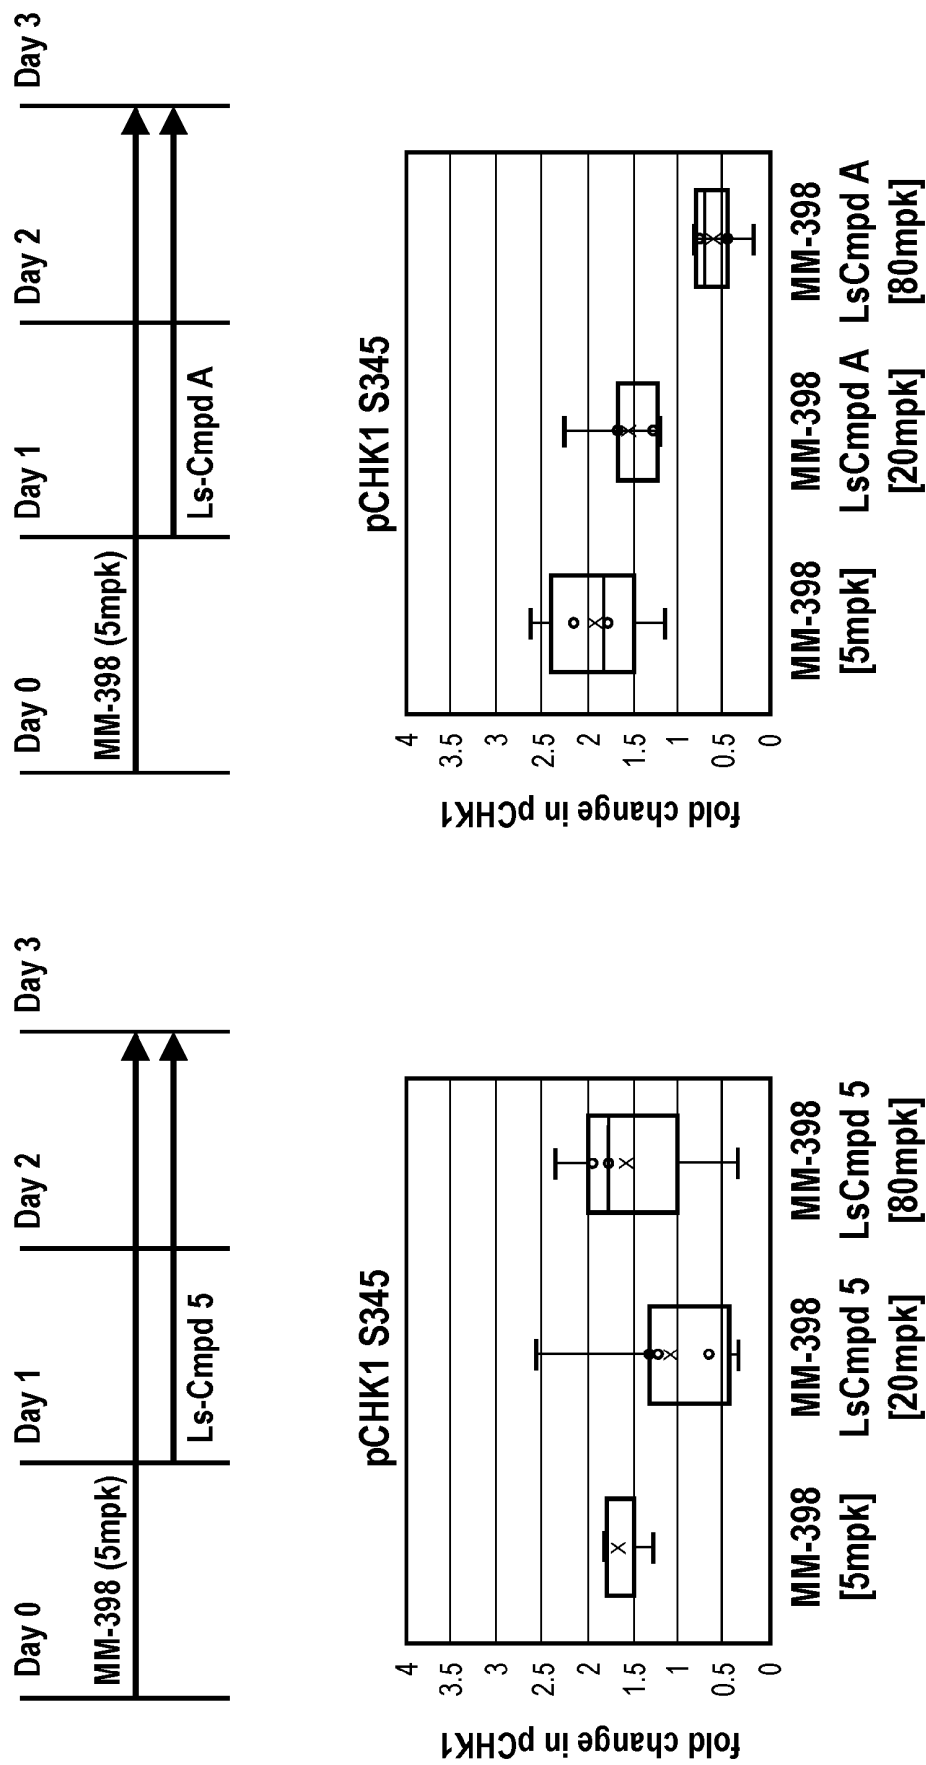 Day 0
Day 1
Day 2
Day 3
MM-398 (5mpk)
Ls-Cmpd 5
pCHK1 S345
fold change in pCHK1
4
3.5
3
2.5
2
1.5
1
0.5
0
MM-398
[5mpk]
MM-398
LsCmpd 5
[20mpk]
MM-398
LsCmpd 5
[80mpk]
Day 0
Day 1
Day 2
Day 3
MM-398 (5mpk)
Ls-Cmpd A
pCHK1 S345
fold change in pCHK1
4
3.5
3
2.5
2
1.5
1
0.5
0
MM-398
[5mpk]
MM-398
LsCmpd A
[20mpk]
MM-398
LsCmpd A
[80mpk]